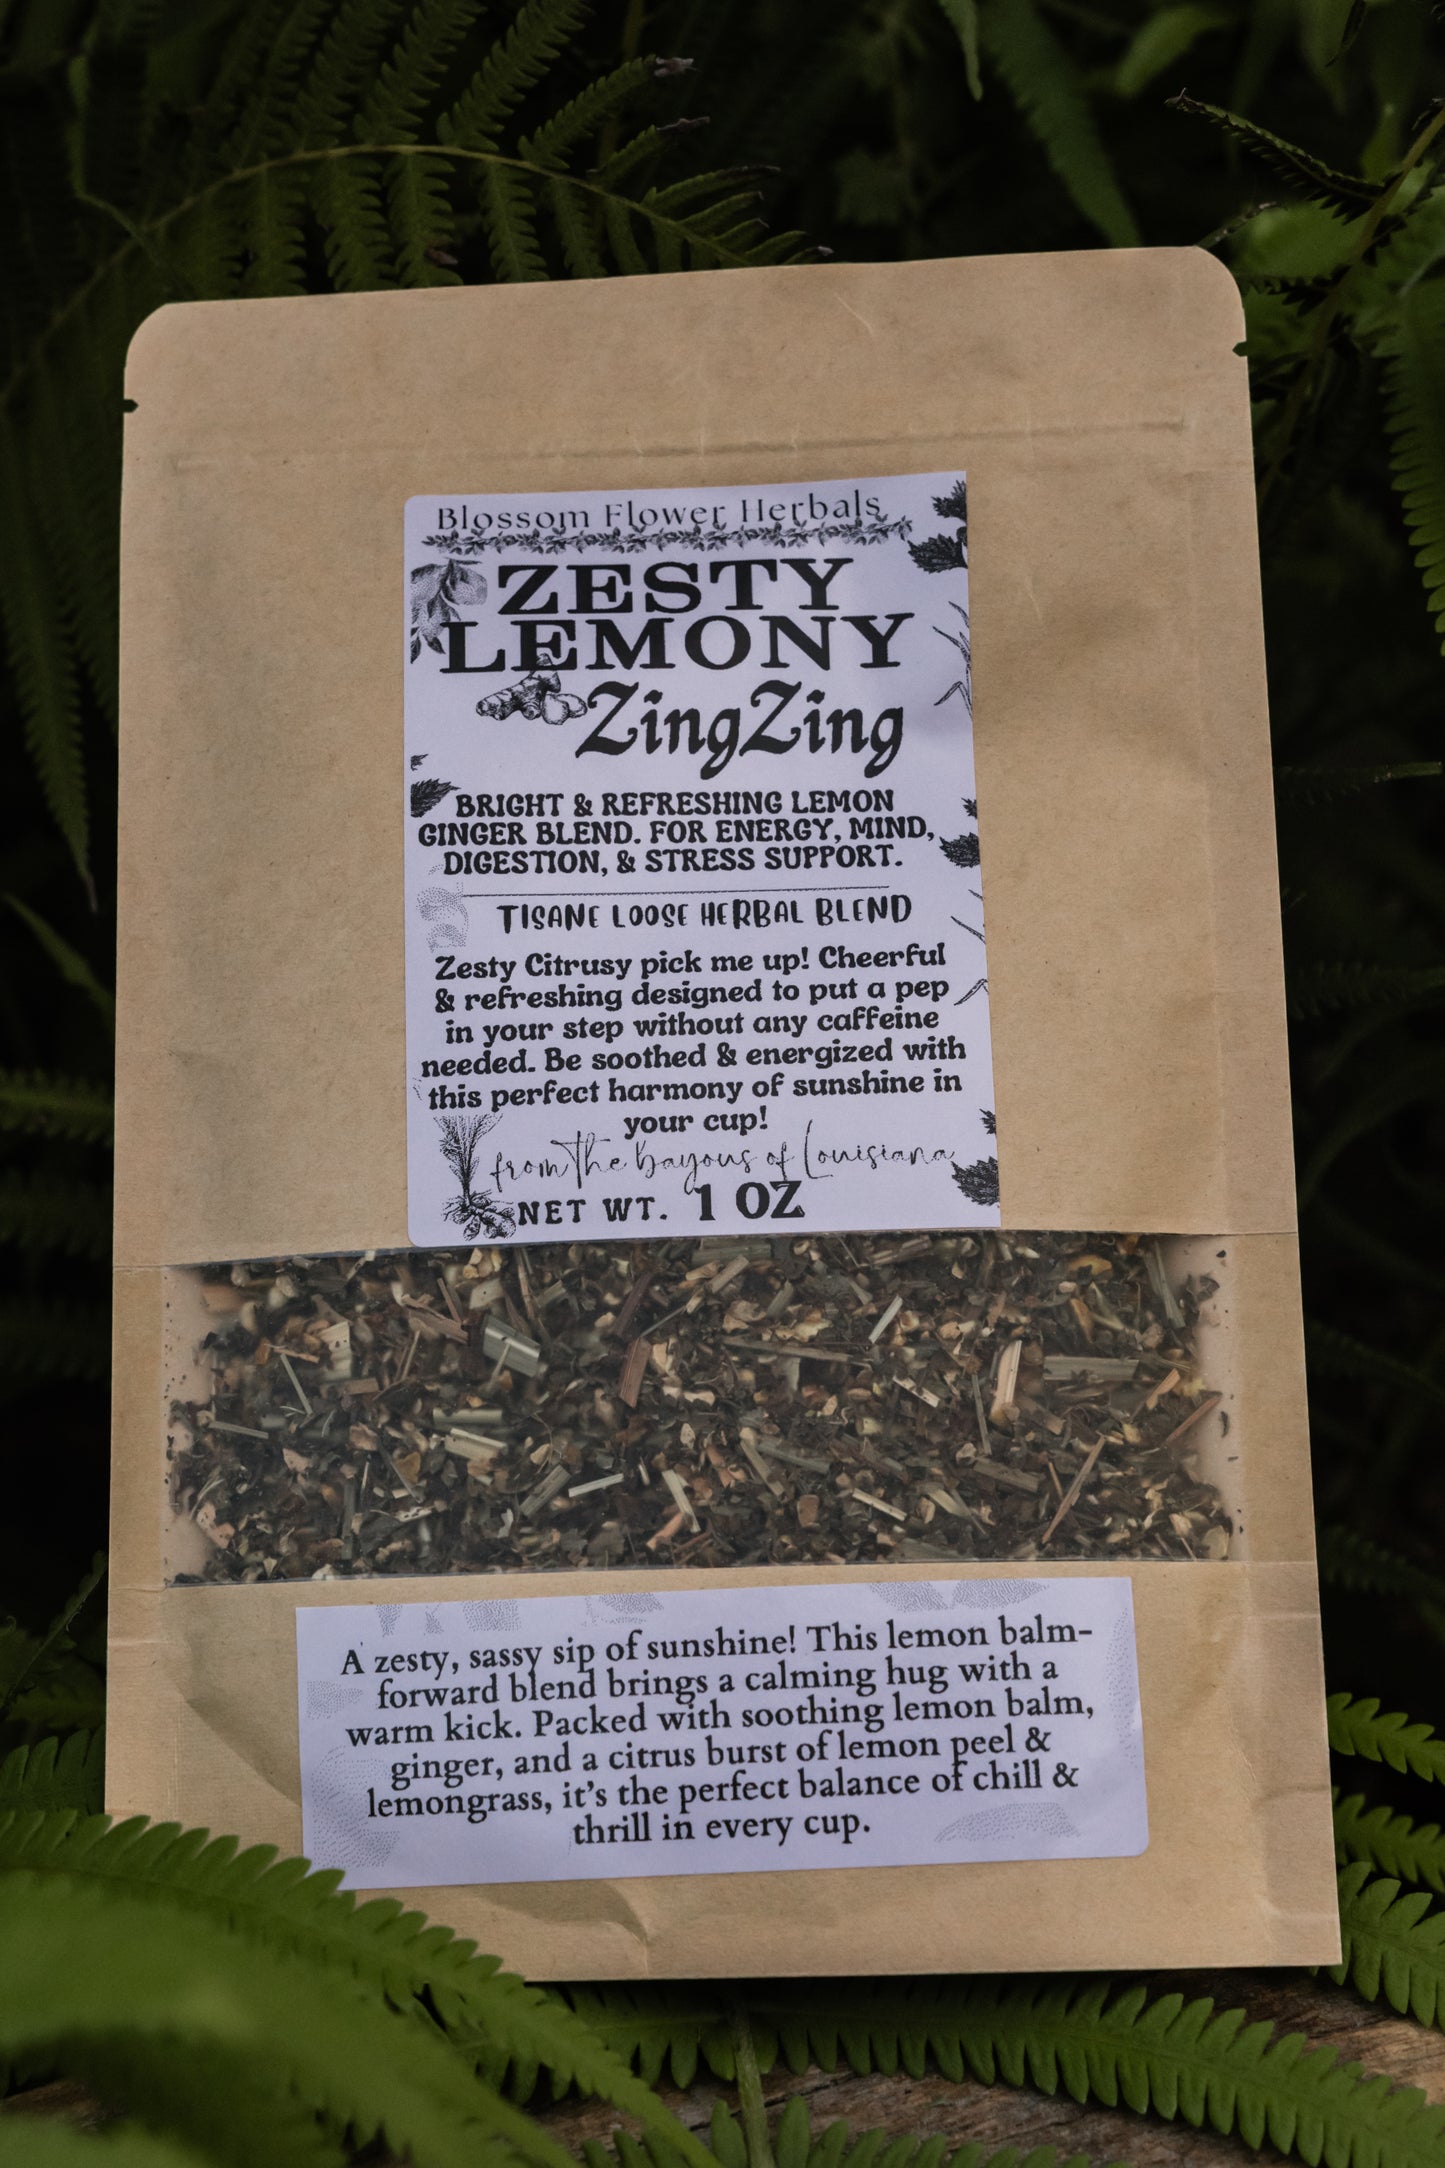 Blossom Flower Herbals
ZESTY
LEMONY
ZingZing
BRIGHT & REFRESHING LEMON
GINGER BLEND. FOR ENERGY, MIND,
DIGESTION, & STRESS SUPPORT.
TISANE LOOSE HERBAL BLEND
Zesty Citrusy pick me up! Cheerful
& refreshing designed to put a pep
in your step without any caffeine
needed. Be soothed & energized with
this perfect harmony of sunshine in
your cup!
from the bayous of Louisiana
NET WT. 1 OZ
A zesty, sassy sip of sunshine! This lemon balm-
forward blend brings a calming hug with a
warm kick. Packed with soothing lemon balm,
ginger, and a citrus burst of lemon peel &
lemongrass, it's the perfect balance of chill &
thrill in every cup.